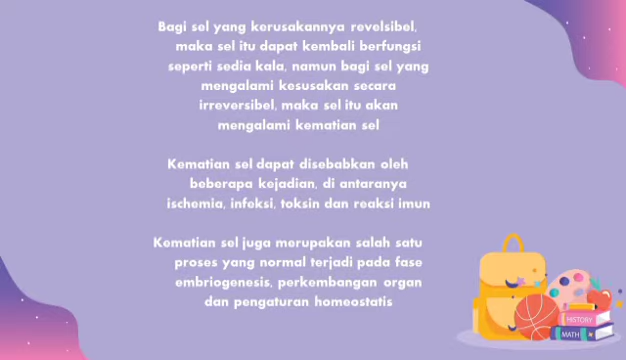 Bagi sel yang kerusakannya revelsibel,
maka sel itu dapat kembali berfungsi
seperti sedia kala, namun bagi sel yang
mengalami kesusakan secara
irreversibel, maka sel itu akan
mengalami kematian sel
Kematian sel dapat disebabkan oleh
beberapa kejadian, di antaranya
ischemia, infeksi, toksin dan reaksi imun
Kematian sel juga merupakan salah satu
proses yang normal terjadi pada fase
embriogenesis, perkembangan organ
dan pengaturan homeostatis
HISTORY
MATH